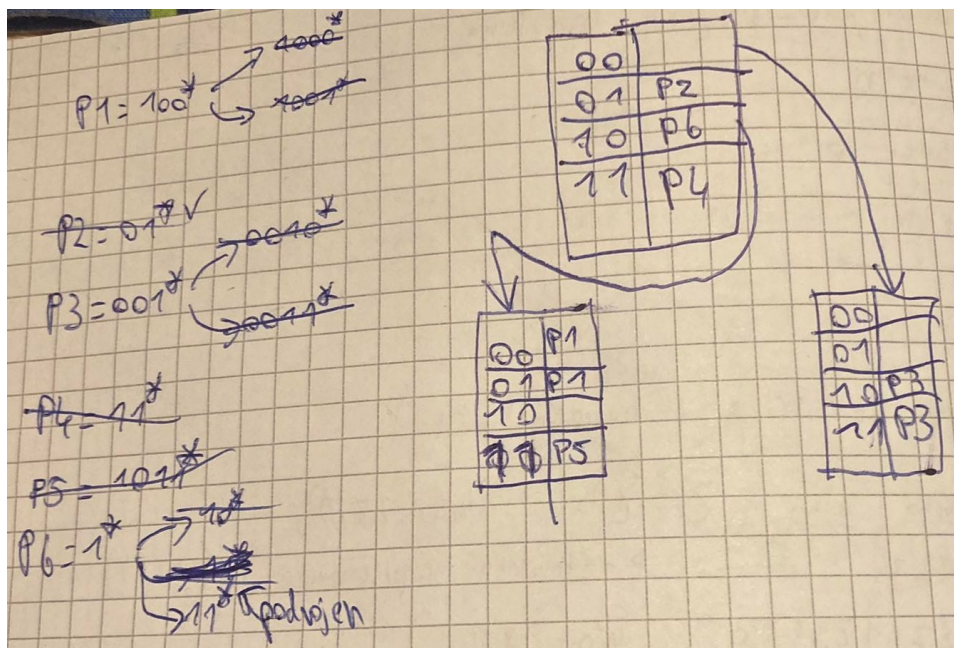 P1=100*
1000*
1001*
P2=01* ✓
P3=001*
0010*
0011*
P4=11*
P5=1011*
P6=1*
10*
11* podvojen
00
01 P2
10 P6
11 P4
00 P1
01 P1
10
11 P5
00
01
10 P3
11 P3